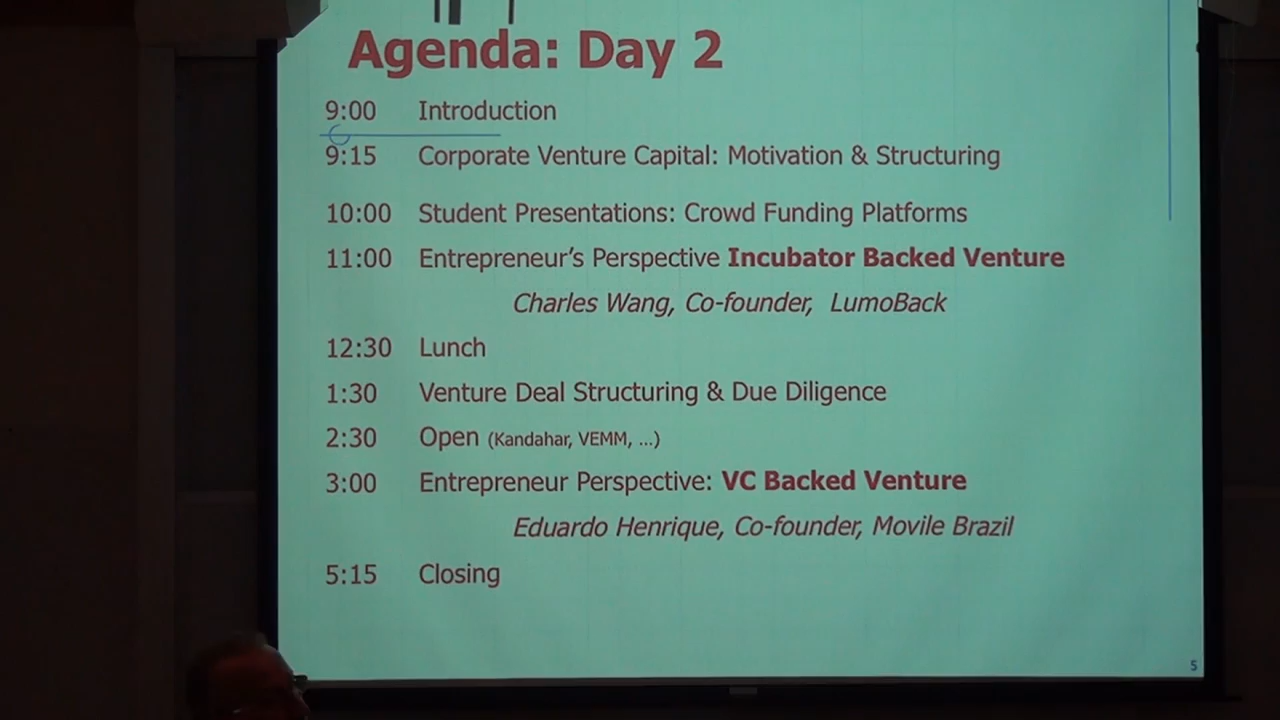 Agenda: Day 2
9:00 Introduction
9:15 Corporate Venture Capital: Motivation & Structuring
10:00 Student Presentations: Crowd Funding Platforms
11:00 Entrepreneur’s Perspective Incubator Backed Venture
Charles Wang, Co-founder, LumoBack
12:30 Lunch
1:30 Venture Deal Structuring & Due Diligence
2:30 Open (Kandahar, VEMM, ...)
3:00 Entrepreneur Perspective: VC Backed Venture
Eduardo Henrique, Co-founder, Movile Brazil
5:15 Closing
5